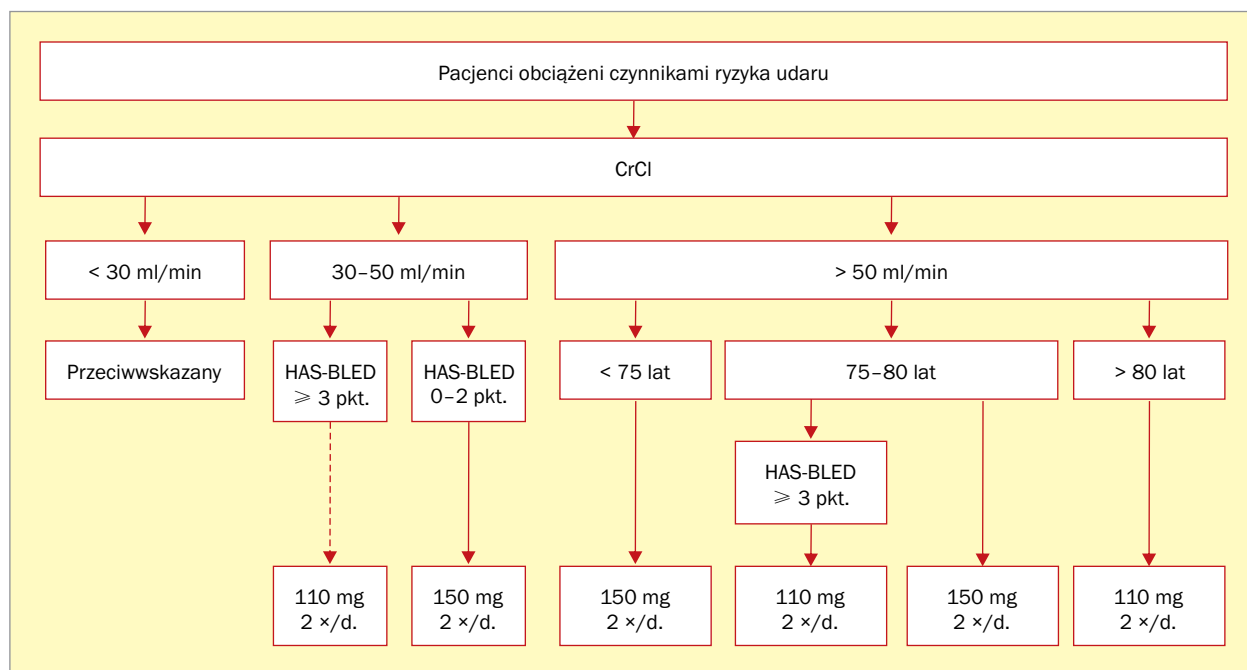 Pacjenci obciążeni czynnikami ryzyka udaru
CrCl
< 30 ml/min
30–50 ml/min
> 50 ml/min
Przeciwwskazany
HAS-BLED
⩾ 3 pkt.
HAS-BLED
0–2 pkt.
< 75 lat
75–80 lat
> 80 lat
HAS-BLED
⩾ 3 pkt.
110 mg
2 ×/d.
150 mg
2 ×/d.
150 mg
2 ×/d.
110 mg
2 ×/d.
150 mg
2 ×/d.
110 mg
2 ×/d.